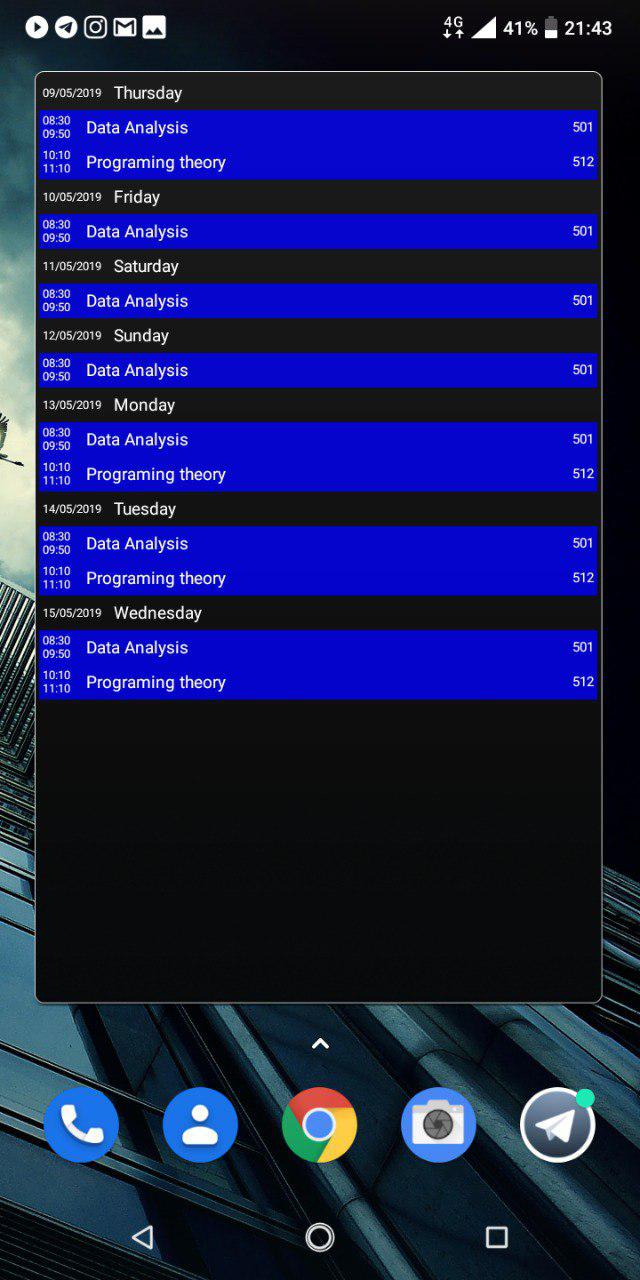 4G 41% 21:43
09/05/2019 Thursday
08:30
09:50 Data Analysis 501
10:10
11:10 Programing theory 512
10/05/2019 Friday
08:30
09:50 Data Analysis 501
11/05/2019 Saturday
08:30
09:50 Data Analysis 501
12/05/2019 Sunday
08:30
09:50 Data Analysis 501
13/05/2019 Monday
08:30
09:50 Data Analysis 501
10:10
11:10 Programing theory 512
14/05/2019 Tuesday
08:30
09:50 Data Analysis 501
10:10
11:10 Programing theory 512
15/05/2019 Wednesday
08:30
09:50 Data Analysis 501
10:10
11:10 Programing theory 512